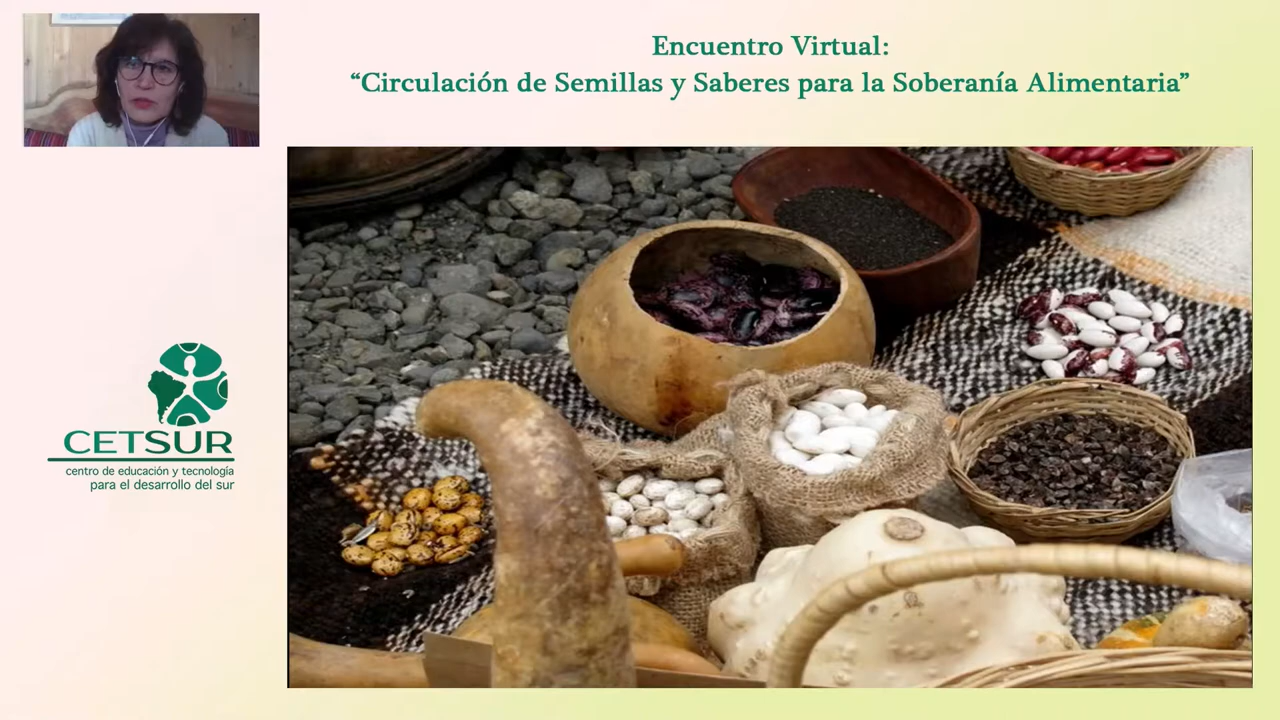 Encuentro Virtual:
“Circulación de Semillas y Saberes para la Soberanía Alimentaria”
CETSUR
centro de educación y tecnología
para el desarrollo del sur